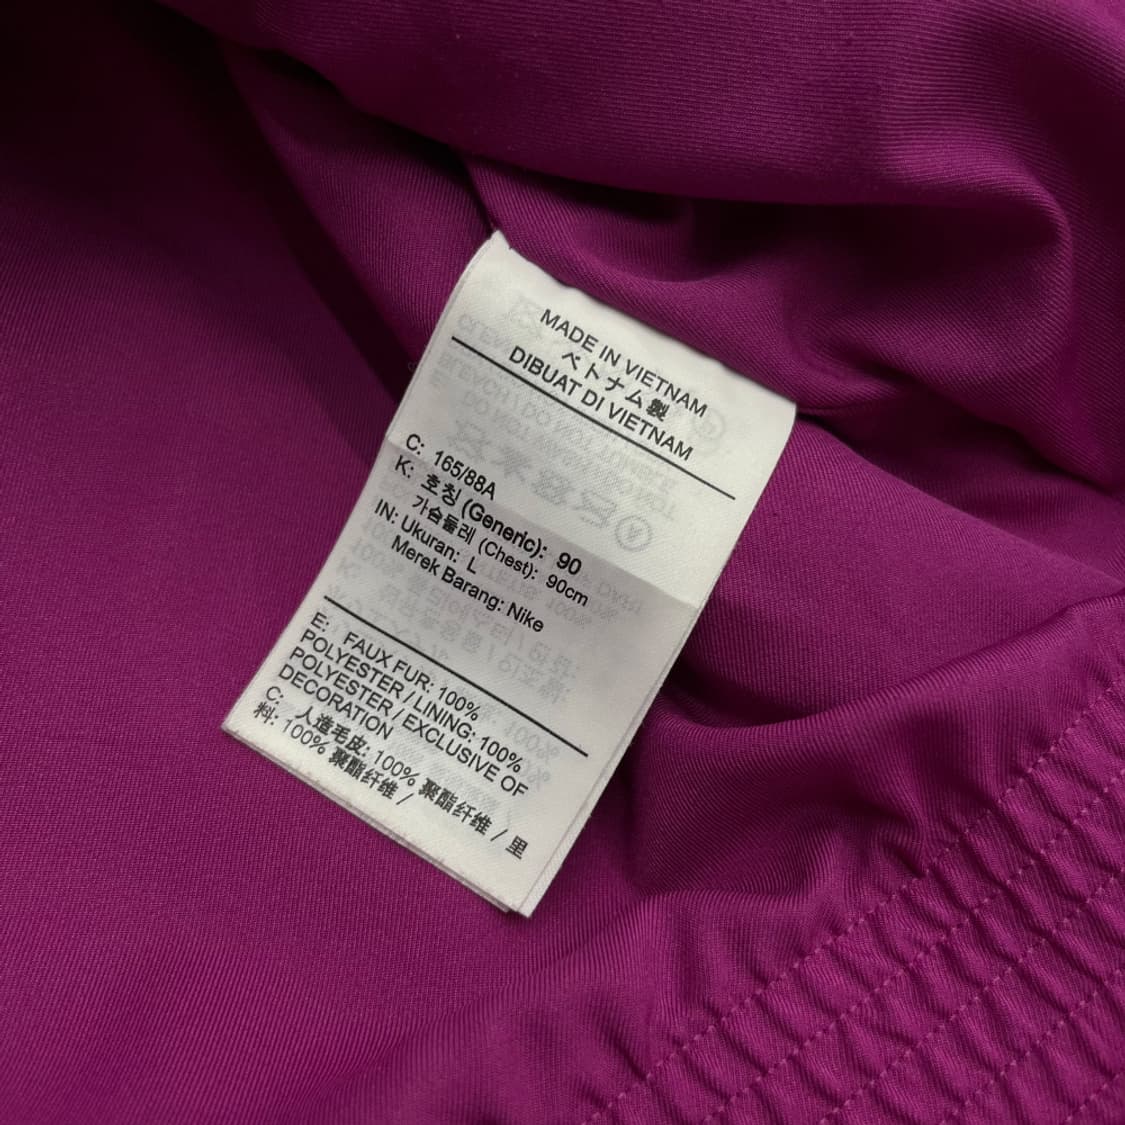 MADE IN VIETNAM
ベトナム製
DIBUAT DI VIETNAM
C: 165/88A
K: 호칭 (Generic): 90
가슴둘레 (Chest): 90cm
IN: Ukuran: L
Merek Barang: Nike
E: FAUX FUR: 100%
POLYESTER / LINING: 100%
POLYESTER / EXCLUSIVE OF
DECORATION
C: 人造毛皮: 100% 聚酯纤维 / 里
料: 100% 聚酯纤维 /